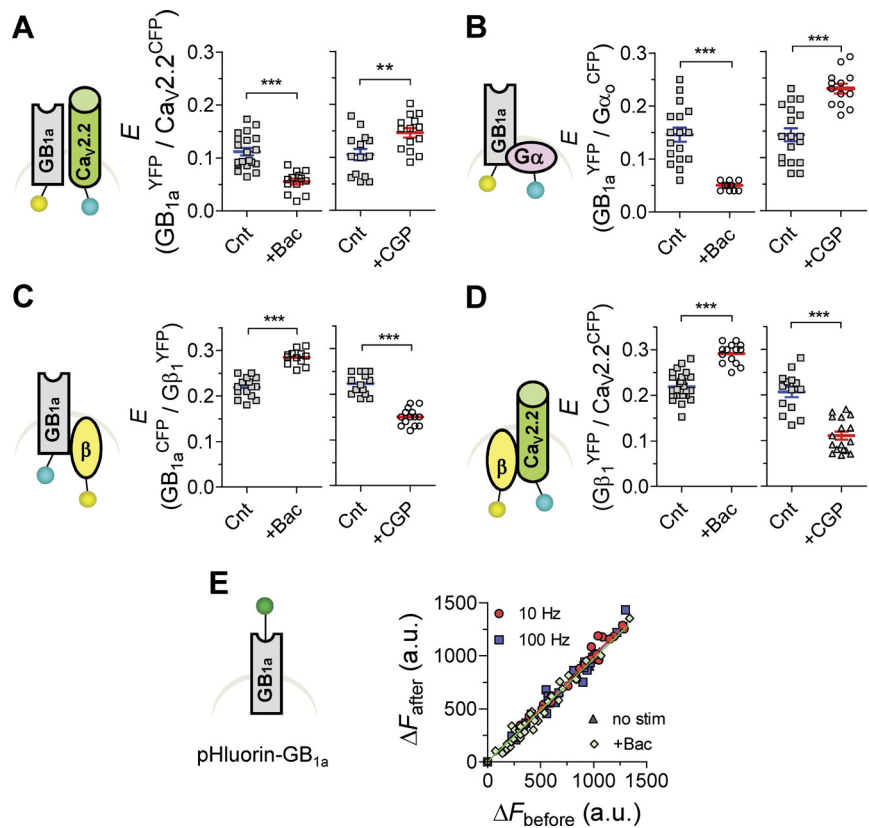 A
GB1a
CaV2.2
E
(GB1a^YFP / CaV2.2^CFP)
0.3
0.2
0.1
0.0
***
**
Cnt
+Bac
Cnt
+CGP
B
GB1a
Gα
E
(GB1a^YFP / Gαo^CFP)
0.3
0.2
0.1
0.0
***
***
Cnt
+Bac
Cnt
+CGP
C
GB1a
β
E
(GB1a^CFP / Gβ1^YFP)
0.3
0.2
0.1
0.0
***
***
Cnt
+Bac
Cnt
+CGP
D
β
CaV2.2
E
(Gβ1^YFP / CaV2.2^CFP)
0.3
0.2
0.1
0.0
***
***
Cnt
+Bac
Cnt
+CGP
E
GB1a
pHluorin-GB1a
ΔFafter (a.u.)
1500
1000
500
0
10 Hz
100 Hz
no stim
+Bac
0 500 1000 1500
ΔFbefore (a.u.)